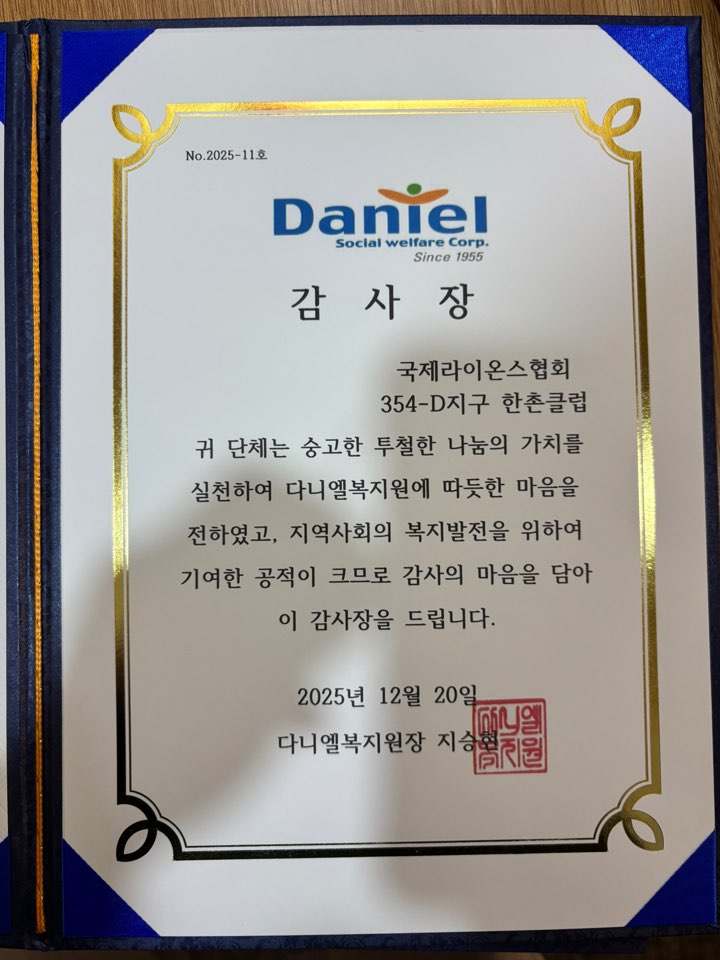 No.2025-11호
Daniel
Social welfare Corp.
Since 1955
감 사 장
국제라이온스협회
354-D지구 한촌클럽
귀 단체는 숭고한 투철한 나눔의 가치를
실천하여 다니엘복지원에 따듯한 마음을
전하였고, 지역사회의 복지발전을 위하여
기여한 공적이 크므로 감사의 마음을 담아
이 감사장을 드립니다.
2025년 12월 20일
다니엘복지원장 지승현